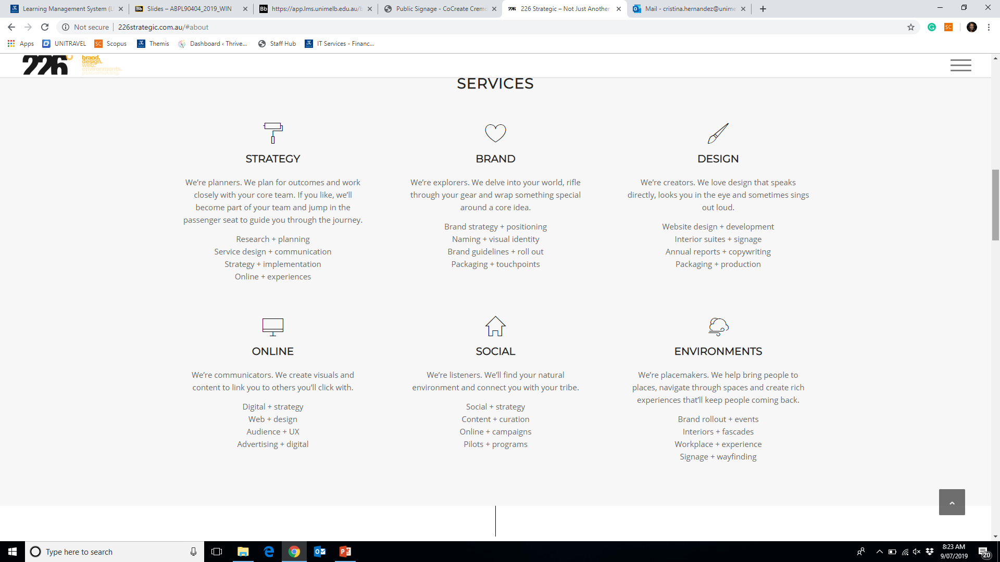 Learning Management System (L
Slides – ABPL90404_2019_WIN
https://app.lms.unimelb.edu.au/b
Public Signage - CoCreate Crem
226 Strategic – Not Just Another
Mail - cristina.hernandez@unime
Not secure
226strategic.com.au/#about
Apps
UNITRAVEL
SC Scopus
Themis
Dashboard ‹ Thrive...
Staff Hub
IT Services - Financ...
226°
brand.
design.
web.
environments.
placemaking.
SERVICES
STRATEGY
We’re planners. We plan for outcomes and work
closely with your core team. If you like, we’ll
become part of your team and jump in the
passenger seat to guide you through the journey.
Research + planning
Service design + communication
Strategy + implementation
Online + experiences
BRAND
We’re explorers. We delve into your world, rifle
through your gear and wrap something special
around a core idea.
Brand strategy + positioning
Naming + visual identity
Brand guidelines + roll out
Packaging + touchpoints
DESIGN
We’re creators. We love design that speaks
directly, looks you in the eye and sometimes sings
out loud.
Website design + development
Interior suites + signage
Annual reports + copywriting
Packaging + production
ONLINE
We’re communicators. We create visuals and
content to link you to others you’ll click with.
Digital + strategy
Web + design
Audience + UX
Advertising + digital
SOCIAL
We’re listeners. We’ll find your natural
environment and connect you with your tribe.
Social + strategy
Content + curation
Online + campaigns
Pilots + programs
ENVIRONMENTS
We’re placemakers. We help bring people to
places, navigate through spaces and create rich
experiences that’ll keep people coming back.
Brand rollout + events
Interiors + fascades
Workplace + experience
Signage + wayfinding
Type here to search
8:23 AM
9/07/2019
20